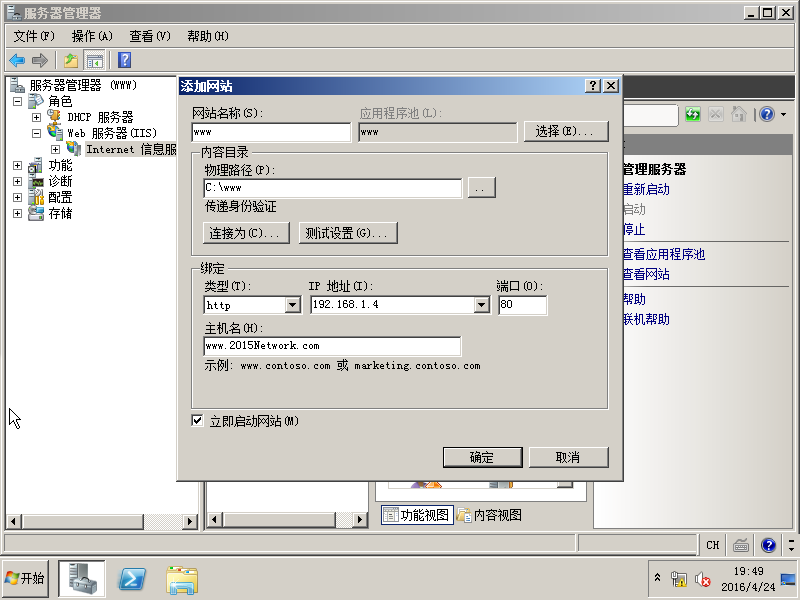 服务器管理器
文件(F) 操作(A) 查看(V) 帮助(H)
服务器管理器 (WWW)
角色
DHCP 服务器
Web 服务器(IIS)
Internet 信息服
功能
诊断
配置
存储
添加网站
网站名称(S): 应用程序池(L):
www www 选择(E)...
内容目录
物理路径(P):
C:\www ..
传递身份验证
连接为(C)... 测试设置(G)...
绑定
类型(T): IP 地址(I): 端口(O):
http 192.168.1.4 80
主机名(H):
www.2015Network.com
示例: www.contoso.com 或 marketing.contoso.com
立即启动网站(M)
确定 取消
管理服务器
重新启动
启动
停止
查看应用程序池
查看网站
帮助
联机帮助
功能视图 内容视图
CH
开始
19:49
2016/4/24